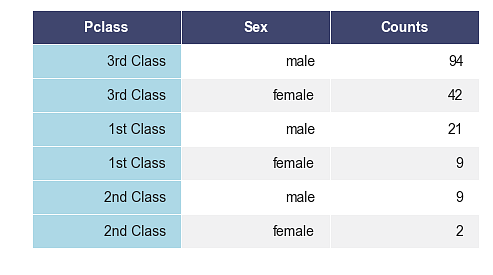 Pclass Sex Counts
3rd Class male 94
3rd Class female 42
1st Class male 21
1st Class female 9
2nd Class male 9
2nd Class female 2